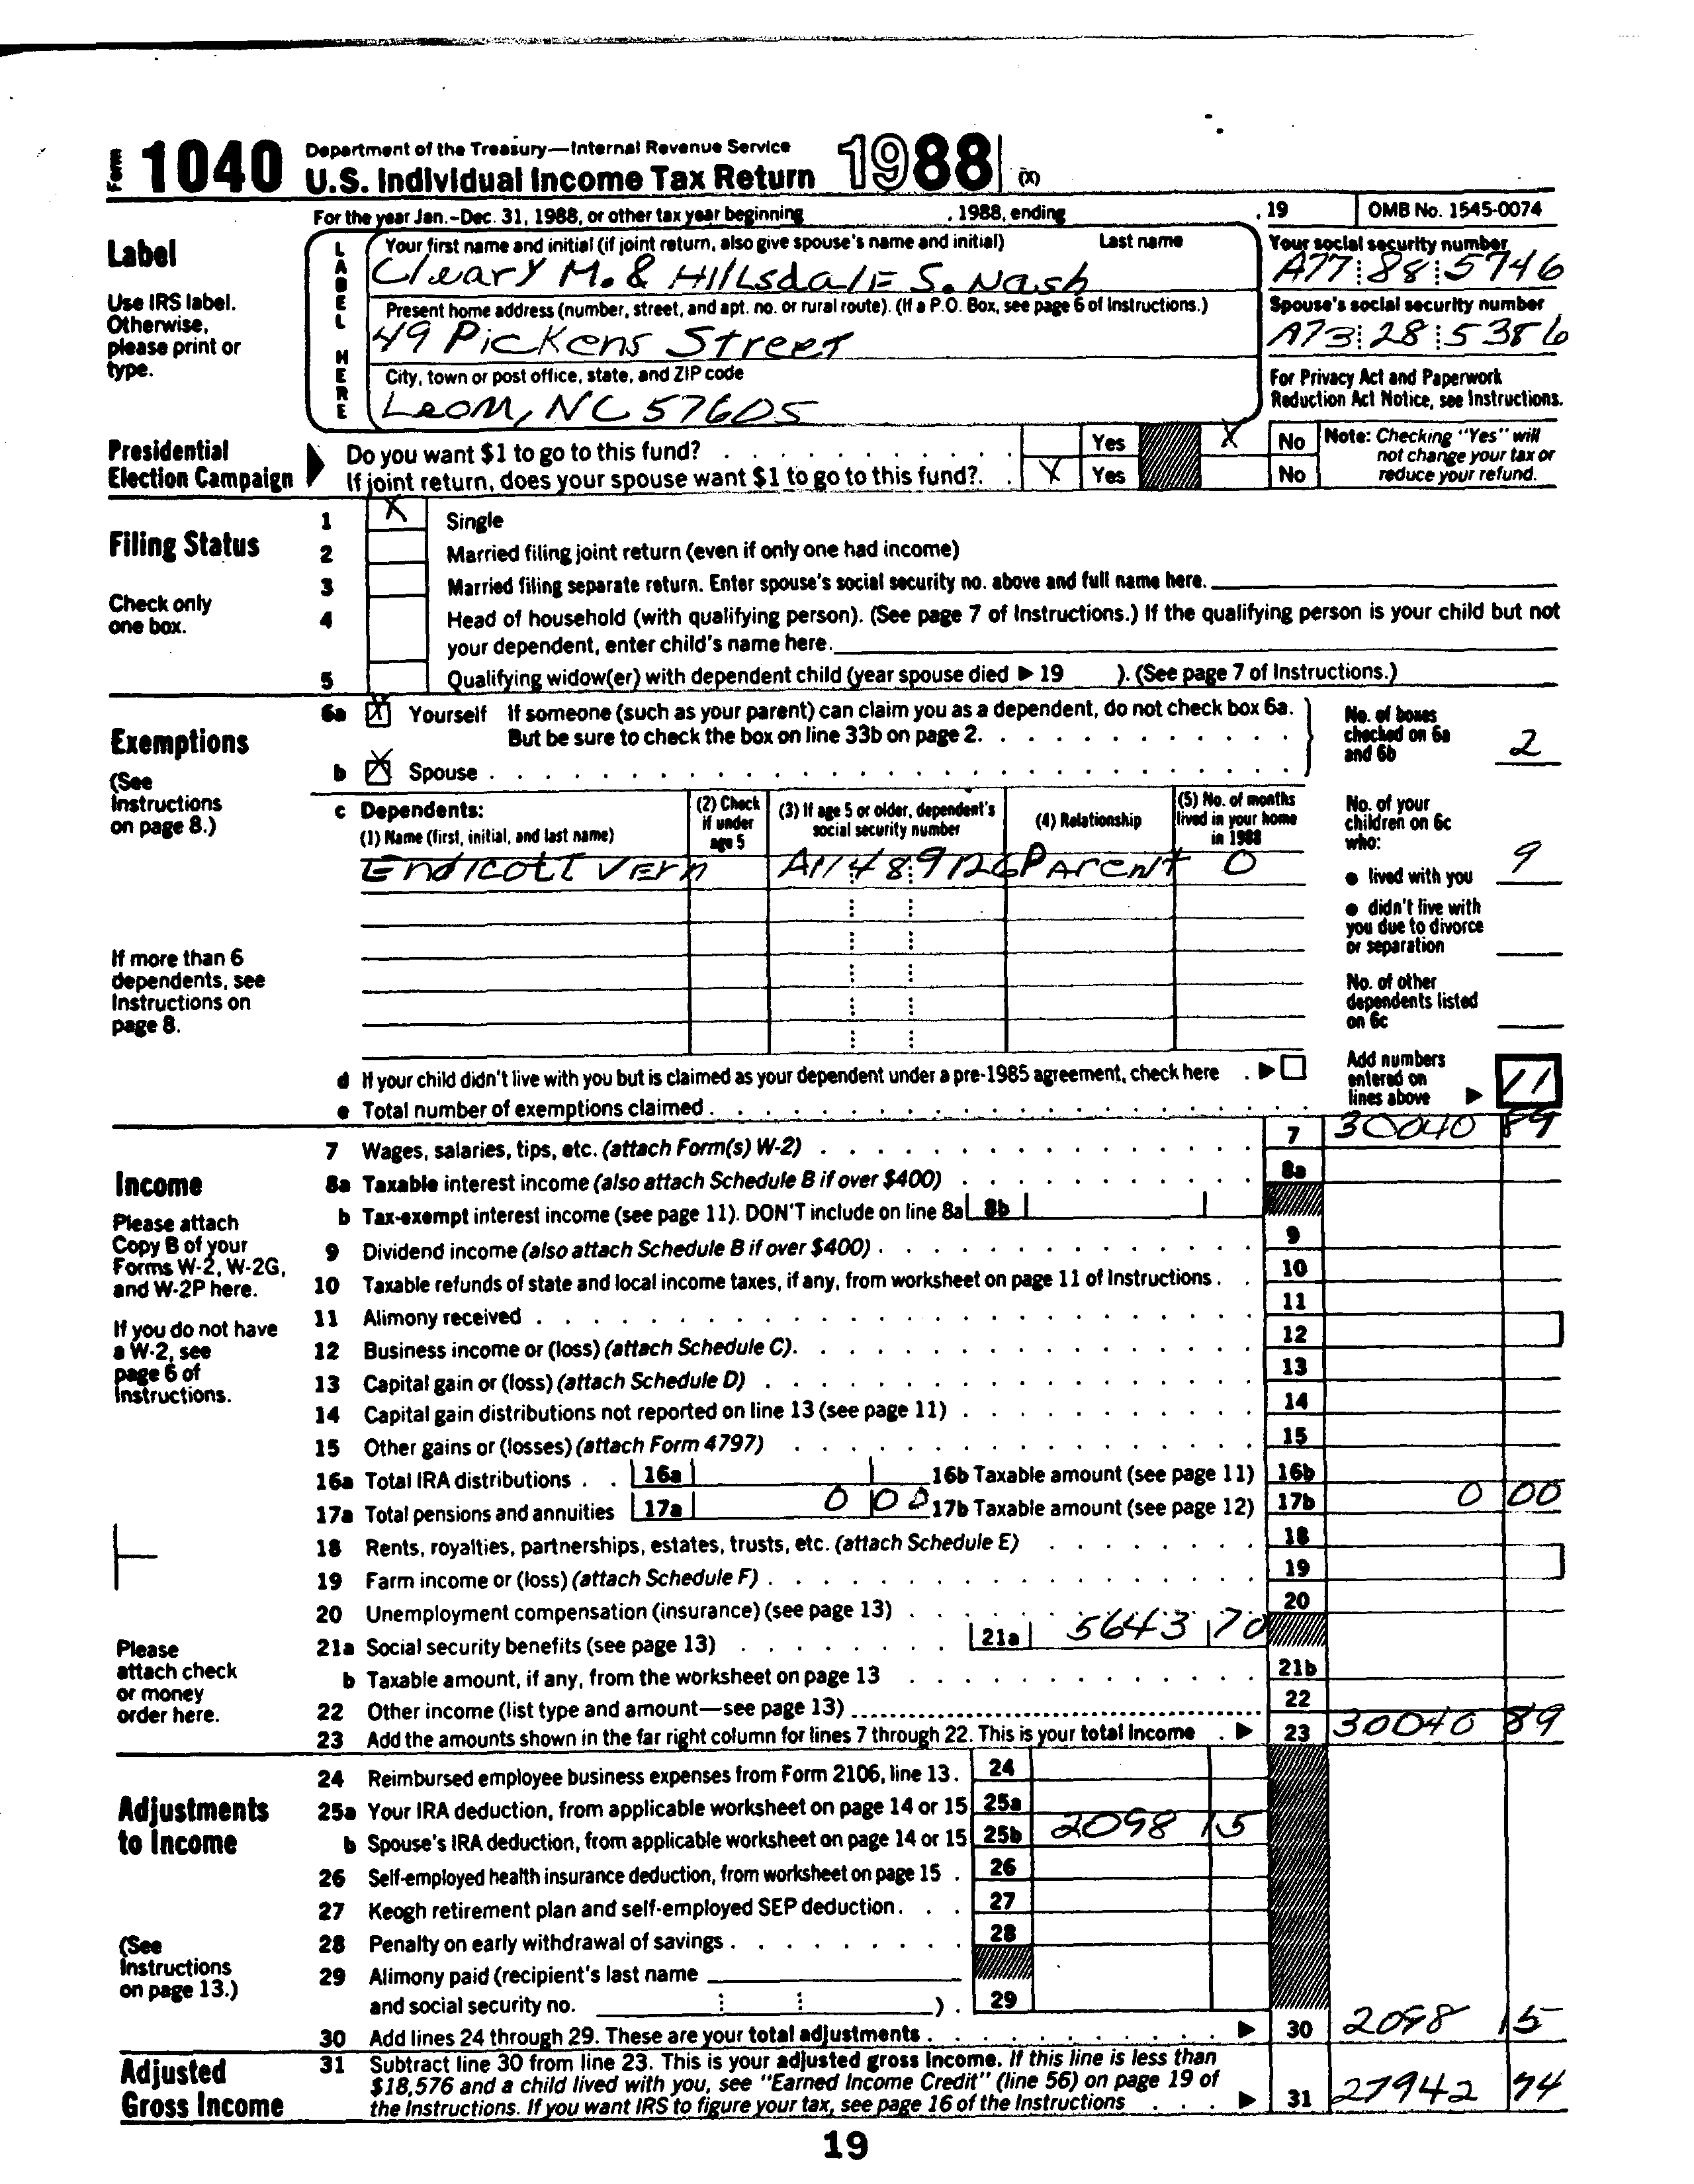 Form 1040 Department of the Treasury—Internal Revenue Service
U.S. Individual Income Tax Return 1988 (X)
For the year Jan.-Dec. 31, 1988, or other tax year beginning , 1988, ending , 19 OMB No. 1545-0074
Label
Use IRS label. Otherwise, please print or type.
LABEL HERE
Your first name and initial (if joint return, also give spouse's name and initial) Last name
Cleary M. & Hillsdale S. Nash
Your social security number
A77 88 5746
Present home address (number, street, and apt. no. or rural route). (If a P.O. Box, see page 6 of Instructions.)
49 Pickens Street
Spouse's social security number
A73 28 5386
City, town or post office, state, and ZIP code
Leom, NC 57605
For Privacy Act and Paperwork Reduction Act Notice, see Instructions.
Presidential Election Campaign
Do you want $1 to go to this fund? Yes X No
If joint return, does your spouse want $1 to go to this fund? X Yes No
Note: Checking "Yes" will not change your tax or reduce your refund.
Filing Status
Check only one box.
1 X Single
2 Married filing joint return (even if only one had income)
3 Married filing separate return. Enter spouse's social security no. above and full name here.
4 Head of household (with qualifying person). (See page 7 of Instructions.) If the qualifying person is your child but not
your dependent, enter child's name here.
5 Qualifying widow(er) with dependent child (year spouse died ▶ 19 ). (See page 7 of Instructions.)
Exemptions
(See Instructions on page 8.)
6a X Yourself If someone (such as your parent) can claim you as a dependent, do not check box 6a.
But be sure to check the box on line 33b on page 2.
b X Spouse
No. of boxes checked on 6a and 6b 2
c Dependents:
(1) Name (first, initial, and last name) (2) Check if under age 5 (3) If age 5 or older, dependent's social security number (4) Relationship (5) No. of months lived in your home in 1988
Endicott Vern A11 48 9126 Parent 0
No. of your children on 6c who:
● lived with you 9
● didn't live with you due to divorce or separation
No. of other dependents listed on 6c
If more than 6 dependents, see Instructions on page 8.
d If your child didn't live with you but is claimed as your dependent under a pre-1985 agreement, check here ▶
e Total number of exemptions claimed
Add numbers entered on lines above ▶ 11
Income
Please attach Copy B of your Forms W-2, W-2G, and W-2P here.
If you do not have a W-2, see page 6 of Instructions.
Please attach check or money order here.
7 Wages, salaries, tips, etc. (attach Form(s) W-2) 7 30040 89
8a Taxable interest income (also attach Schedule B if over $400) 8a
b Tax-exempt interest income (see page 11). DON'T include on line 8a 8b
9 Dividend income (also attach Schedule B if over $400) 9
10 Taxable refunds of state and local income taxes, if any, from worksheet on page 11 of Instructions 10
11 Alimony received 11
12 Business income or (loss) (attach Schedule C) 12
13 Capital gain or (loss) (attach Schedule D) 13
14 Capital gain distributions not reported on line 13 (see page 11) 14
15 Other gains or (losses) (attach Form 4797) 15
16a Total IRA distributions 16a 16b Taxable amount (see page 11) 16b
17a Total pensions and annuities 17a 0 00 17b Taxable amount (see page 12) 17b 0 00
18 Rents, royalties, partnerships, estates, trusts, etc. (attach Schedule E) 18
19 Farm income or (loss) (attach Schedule F) 19
20 Unemployment compensation (insurance) (see page 13) 20
21a Social security benefits (see page 13) 21a 5643 70
b Taxable amount, if any, from the worksheet on page 13 21b
22 Other income (list type and amount—see page 13) 22
23 Add the amounts shown in the far right column for lines 7 through 22. This is your total income ▶ 23 30040 89
Adjustments to Income
(See Instructions on page 13.)
24 Reimbursed employee business expenses from Form 2106, line 13 24
25a Your IRA deduction, from applicable worksheet on page 14 or 15 25a
b Spouse's IRA deduction, from applicable worksheet on page 14 or 15 25b 2098 15
26 Self-employed health insurance deduction, from worksheet on page 15 26
27 Keogh retirement plan and self-employed SEP deduction 27
28 Penalty on early withdrawal of savings 28
29 Alimony paid (recipient's last name
and social security no. ) 29
30 Add lines 24 through 29. These are your total adjustments ▶ 30 2098 15
Adjusted Gross Income
31 Subtract line 30 from line 23. This is your adjusted gross income. If this line is less than
$18,576 and a child lived with you, see "Earned Income Credit" (line 56) on page 19 of
the Instructions. If you want IRS to figure your tax, see page 16 of the Instructions ▶ 31 27942 74
19